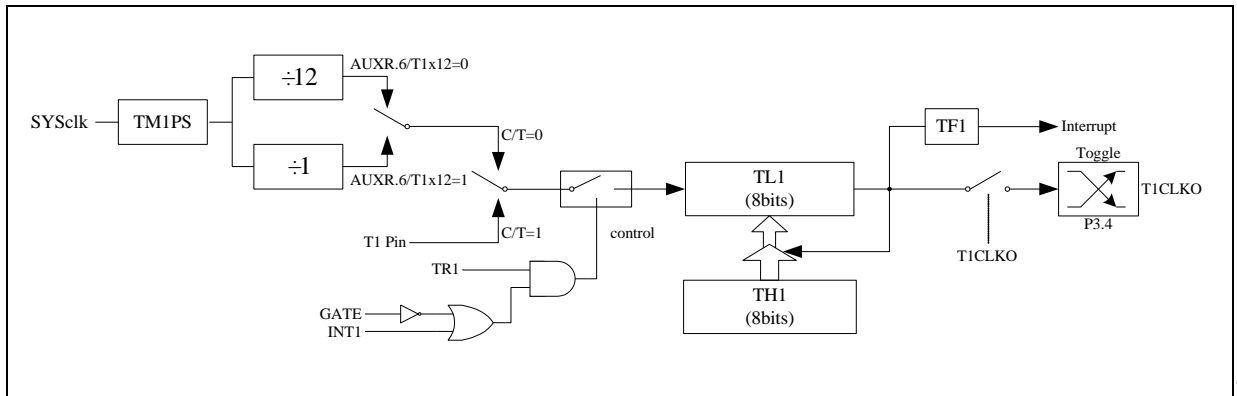 AUXR.6/T1x12=0
÷12
SYSclk
TM1PS
C/T=0
÷1
AUXR.6/T1x12=1
T1 Pin
C/T=1
control
TR1
GATE
INT1
TL1
(8bits)
TH1
(8bits)
TF1
Interrupt
Toggle
T1CLKO
P3.4
T1CLKO